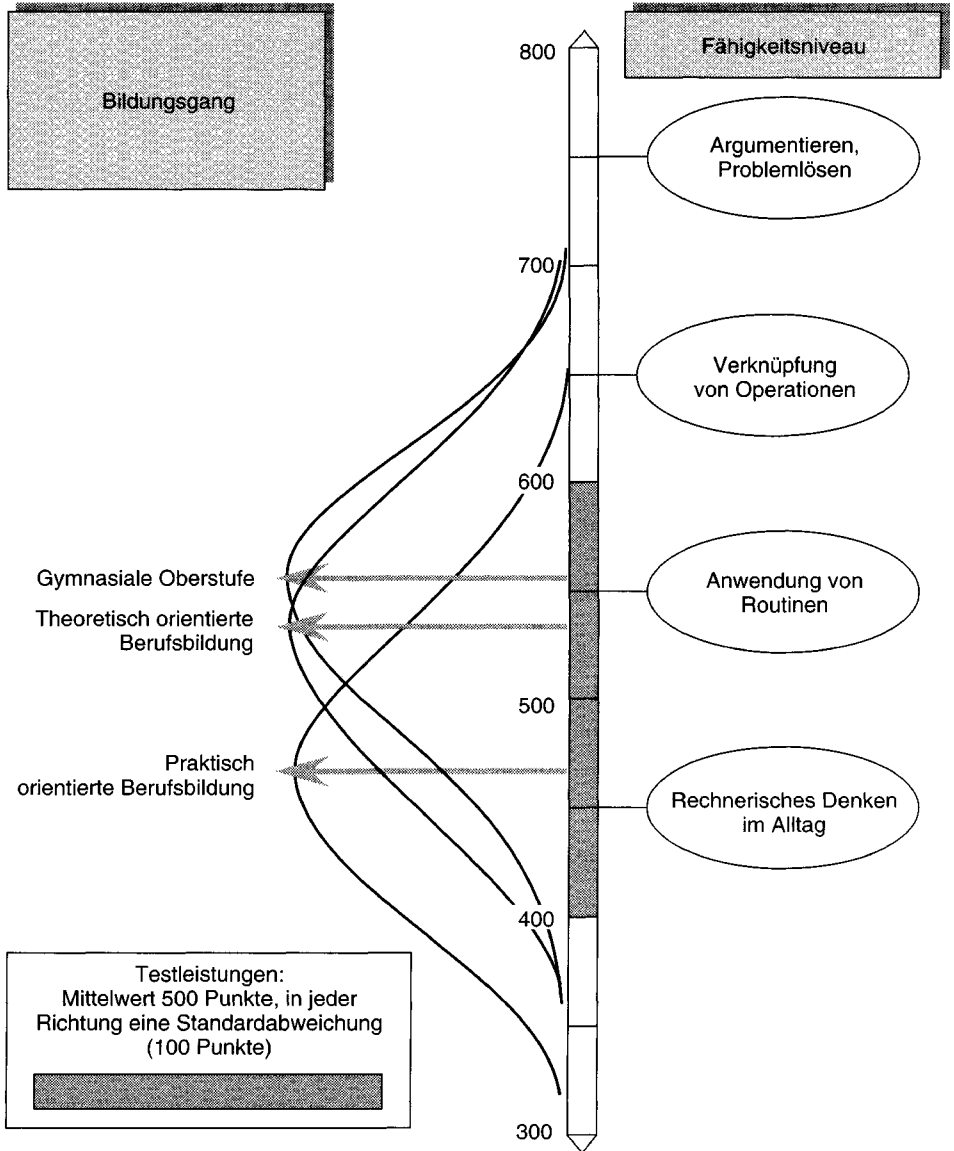 Bildungsgang
Fähigkeitsniveau
800
700
600
500
400
300
Argumentieren,
Problemlösen
Verknüpfung
von Operationen
Anwendung von
Routinen
Rechnerisches Denken
im Alltag
Gymnasiale Oberstufe
Theoretisch orientierte
Berufsbildung
Praktisch
orientierte Berufsbildung
Testleistungen:
Mittelwert 500 Punkte, in jeder
Richtung eine Standardabweichung
(100 Punkte)